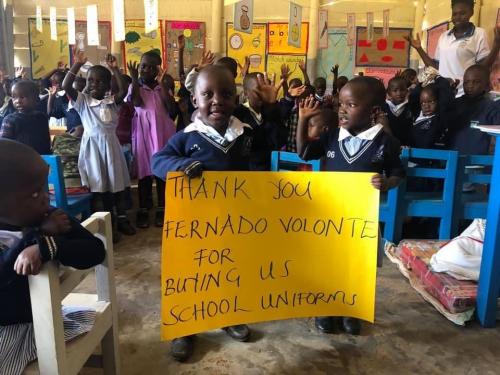 THANK YOU
FERNADO VOLONTE
FOR
BUYING US
SCHOOL UNIFORMS